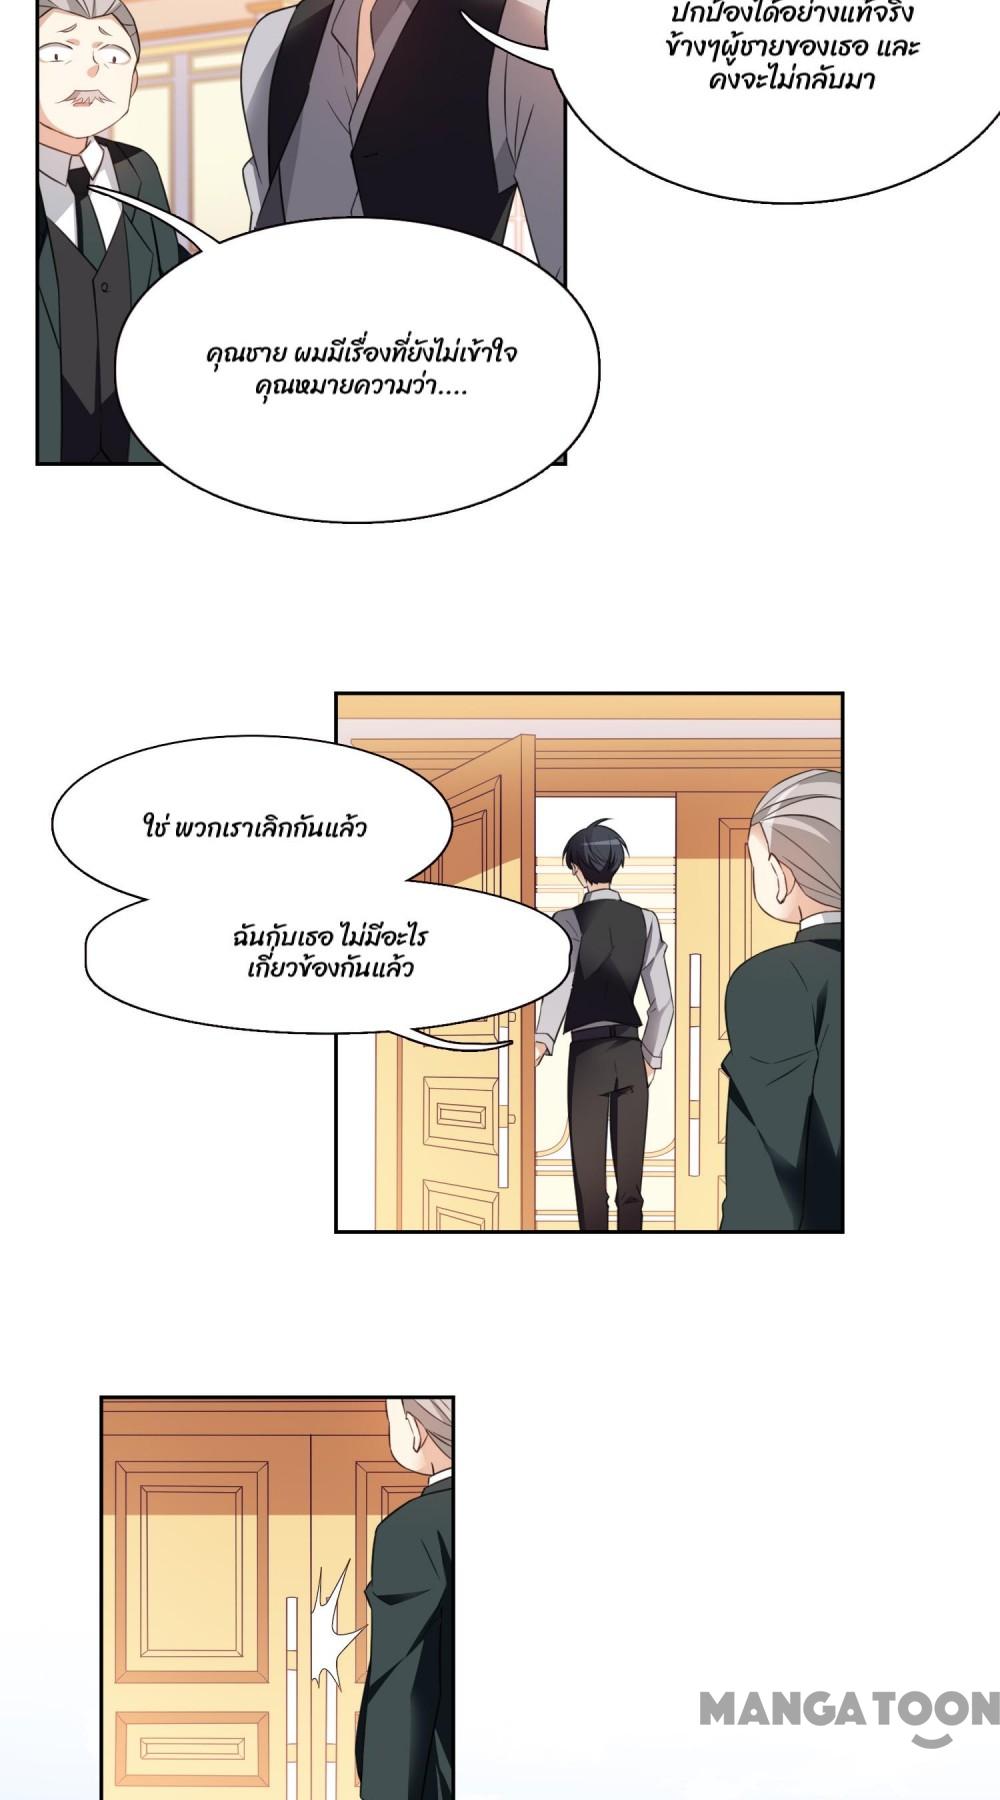 ปกป้องได้อย่างแท้จริง
ข้างๆผู้ชายของเธอ และ
คงจะไม่กลับมา
คุณชาย ผมมีเรื่องที่ยังไม่เข้าใจ
คุณหมายความว่า....
ใช่ พวกเราเลิกกันแล้ว
ฉันกับเธอ ไม่มีอะไร
เกี่ยวข้องกันแล้ว
MANGATOON